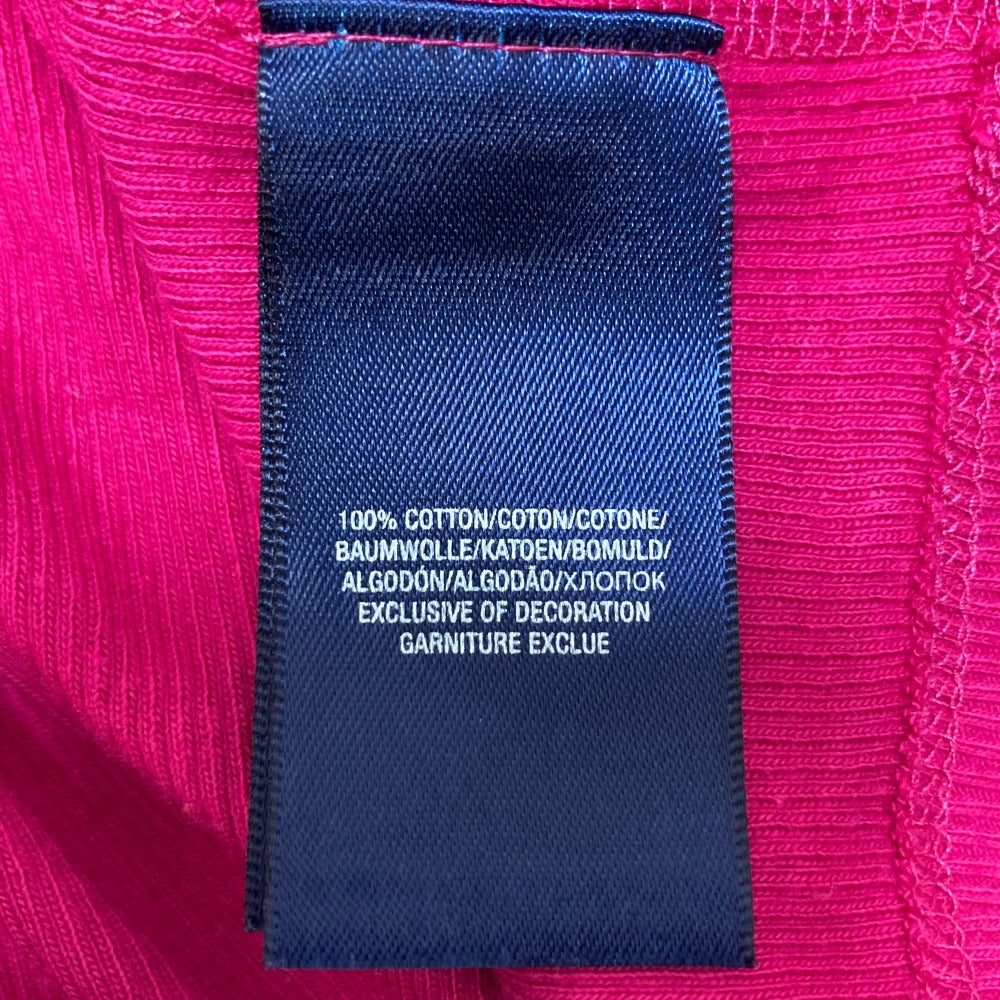 100% COTTON/COTON/COTONE/
BAUMWOLLE/KATOEN/BOMULD/
ALGODÓN/ALGODÃO/ХЛОПОК
EXCLUSIVE OF DECORATION
GARNITURE EXCLUE